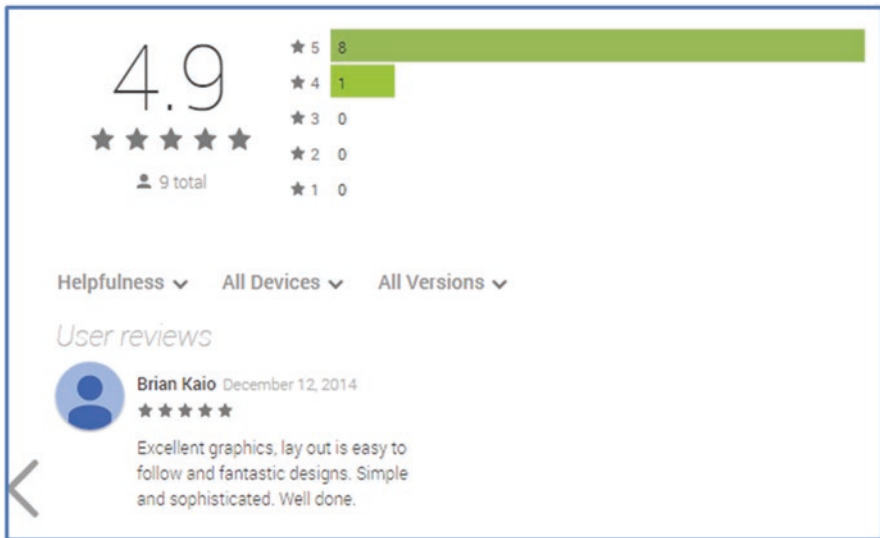 4.9
9 total
5 8
4 1
3 0
2 0
1 0
Helpfulness All Devices All Versions
User reviews
Brian Kaio December 12, 2014
Excellent graphics, lay out is easy to
follow and fantastic designs. Simple
and sophisticated. Well done.